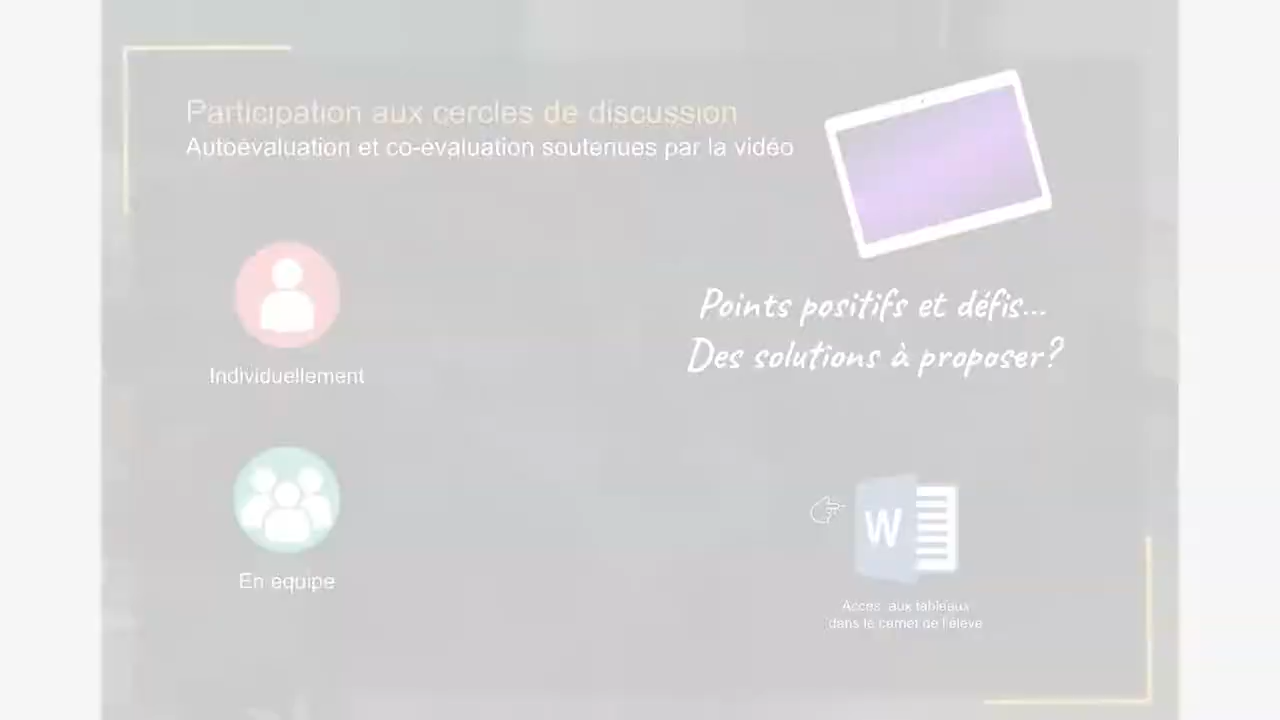 Participation aux cercles de discussion
Autoévaluation et co-évaluation soutenues par la vidéo
Individuellement
Points positifs et défis...
Des solutions à proposer?
En équipe
W
Accès aux tableaux
dans le carnet de l'élève